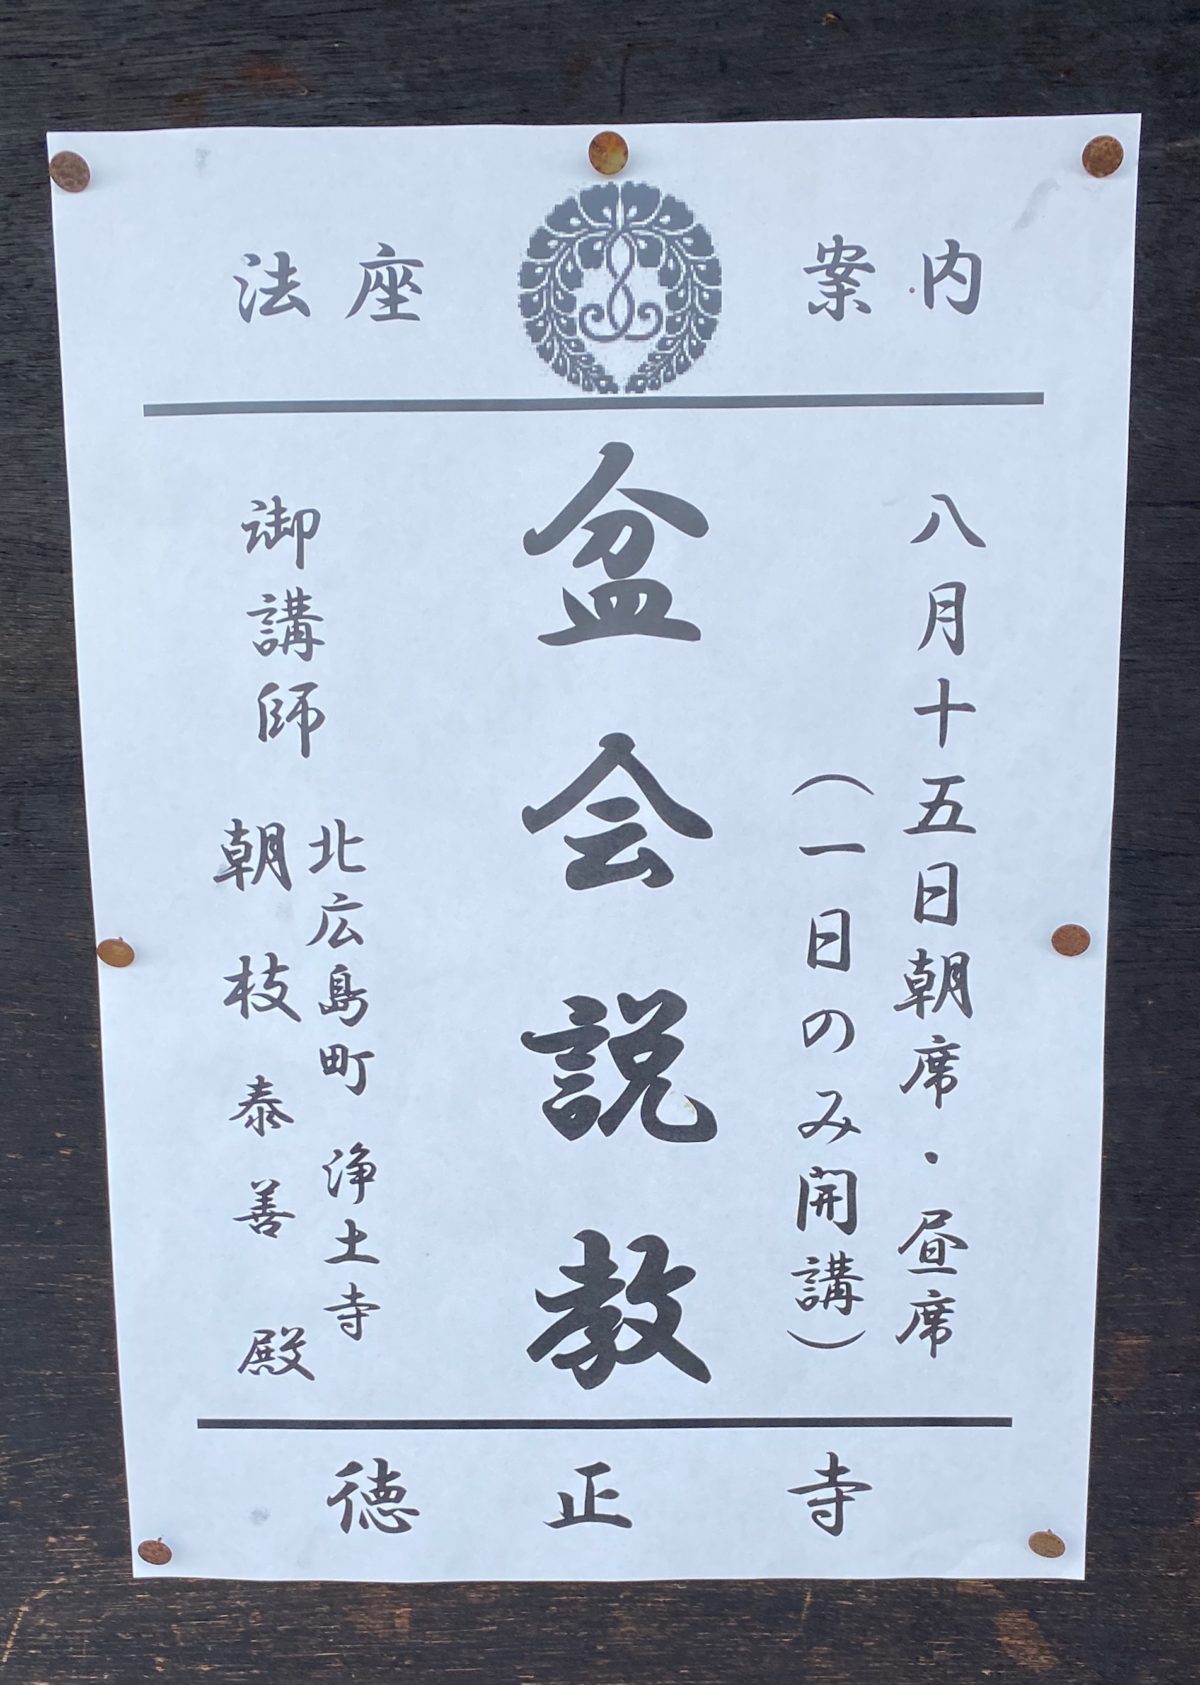 法座 案内
八月十五日朝席・昼席
(一日のみ開講)
盆会説教
御講師 北広島町 浄土寺
朝枝泰善 殿
徳正寺